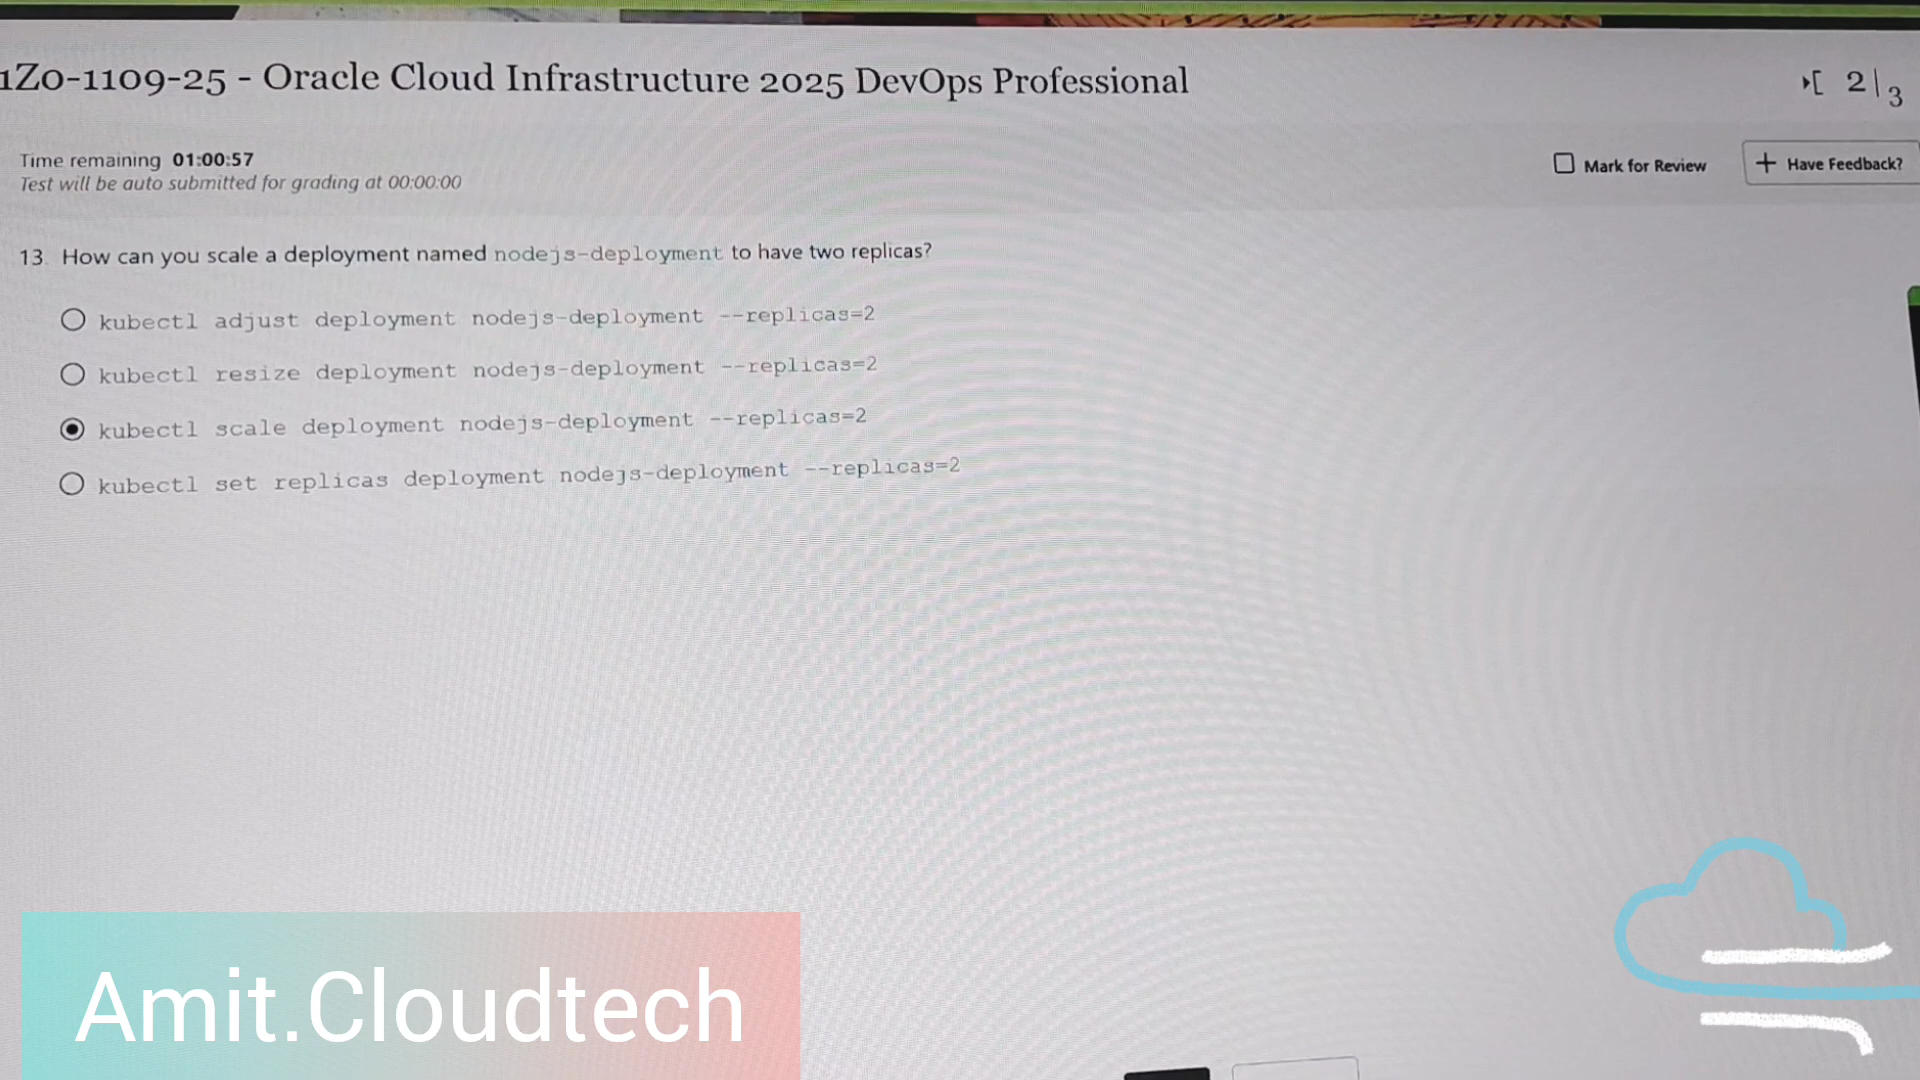 1Z0-1109-25 - Oracle Cloud Infrastructure 2025 DevOps Professional
2|3
Time remaining 01:00:57
Test will be auto submitted for grading at 00:00:00
Mark for Review
+ Have Feedback?
13. How can you scale a deployment named nodejs-deployment to have two replicas?
kubectl adjust deployment nodejs-deployment --replicas=2
kubectl resize deployment nodejs-deployment --replicas=2
kubectl scale deployment nodejs-deployment --replicas=2
kubectl set replicas deployment nodejs-deployment --replicas=2
Amit.Cloudtech